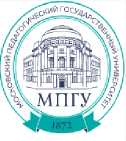 МОСКОВСКИЙ ПЕДАГОГИЧЕСКИЙ ГОСУДАРСТВЕННЫЙ УНИВЕРСИТЕТ
МПГУ
1872